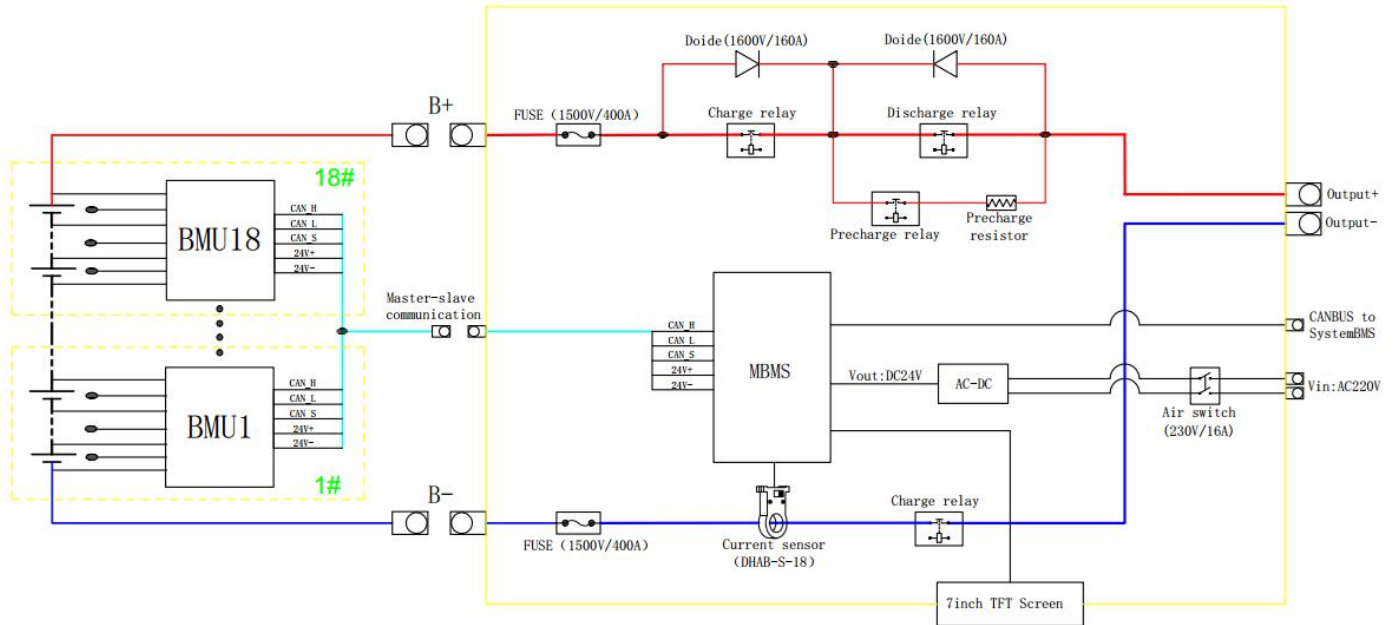 Doide(1600V/160A)
Doide(1600V/160A)
B+
FUSE (1500V/400A)
Charge relay
Discharge relay
18#
BMU18
CAN_H
CAN_L
CAN_S
24V+
24V-
Precharge relay
Precharge
resistor
Output+
Output-
Master-slave
communication
CAN_H
CAN_L
CAN_S
24V+
24V-
MBMS
CANBUS to
SystemBMS
Vout:DC24V
AC-DC
Vin:AC220V
Air switch
(230V/16A)
BMU1
CAN_H
CAN_L
CAN_S
24V+
24V-
1#
B-
FUSE (1500V/400A)
Current sensor
(DHAB-S-18)
Charge relay
7inch TFT Screen